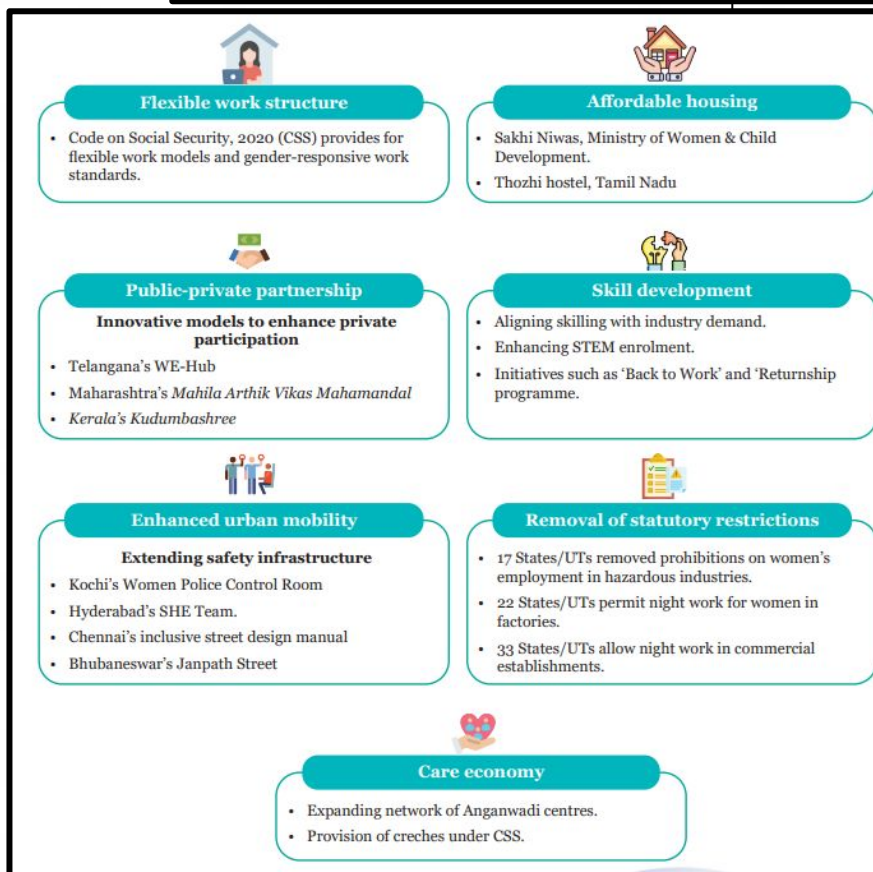 Flexible work structure
• Code on Social Security, 2020 (CSS) provides for
flexible work models and gender-responsive work
standards.
Affordable housing
• Sakhi Niwas, Ministry of Women & Child
Development.
• Thozhi hostel, Tamil Nadu
Public-private partnership
Innovative models to enhance private
participation
• Telangana’s WE-Hub
• Maharashtra’s Mahila Arthik Vikas Mahamandal
• Kerala’s Kudumbashree
Skill development
• Aligning skilling with industry demand.
• Enhancing STEM enrolment.
• Initiatives such as ‘Back to Work’ and ‘Returnship
programme.
Enhanced urban mobility
Extending safety infrastructure
• Kochi’s Women Police Control Room
• Hyderabad’s SHE Team.
• Chennai’s inclusive street design manual
• Bhubaneswar’s Janpath Street
Removal of statutory restrictions
• 17 States/UTs removed prohibitions on women’s
employment in hazardous industries.
• 22 States/UTs permit night work for women in
factories.
• 33 States/UTs allow night work in commercial
establishments.
Care economy
• Expanding network of Anganwadi centres.
• Provision of creches under CSS.